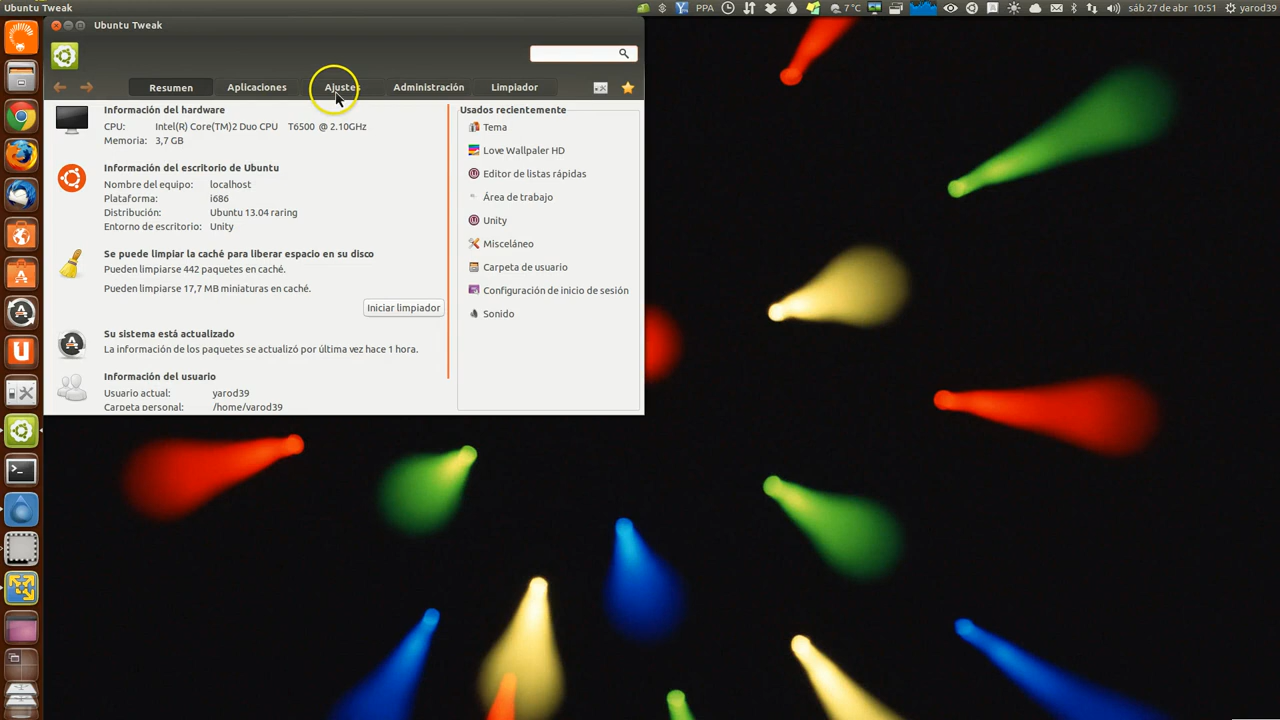 Ubuntu Tweak
PPA
7°C
sáb 27 de abr
10:51
yarod39
Ubuntu Tweak
Resumen
Aplicaciones
Ajustes
Administración
Limpiador
Información del hardware
CPU: Intel(R) Core(TM)2 Duo CPU T6500 @ 2.10GHz
Memoria: 3,7 GB
Información del escritorio de Ubuntu
Nombre del equipo: localhost
Plataforma: i686
Distribución: Ubuntu 13.04 raring
Entorno de escritorio: Unity
Se puede limpiar la caché para liberar espacio en su disco
Pueden limpiarse 442 paquetes en caché.
Pueden limpiarse 17,7 MB miniaturas en caché.
Iniciar limpiador
Su sistema está actualizado
La información de los paquetes se actualizó por última vez hace 1 hora.
Información del usuario
Usuario actual: yarod39
Carpeta personal: /home/yarod39
Usados recientemente
Tema
Love Wallpaler HD
Editor de listas rápidas
Área de trabajo
Unity
Misceláneo
Carpeta de usuario
Configuración de inicio de sesión
Sonido